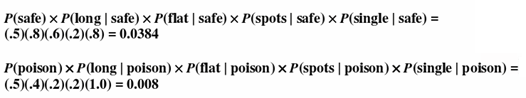 P(safe) × P(long | safe) × P(flat | safe) × P(spots | safe) × P(single | safe) =
(.5)(.8)(.6)(.2)(.8) = 0.0384
P(poison) × P(long | poison) × P(flat | poison) × P(spots | poison) × P(single | poison) =
(.5)(.4)(.2)(.2)(1.0) = 0.008